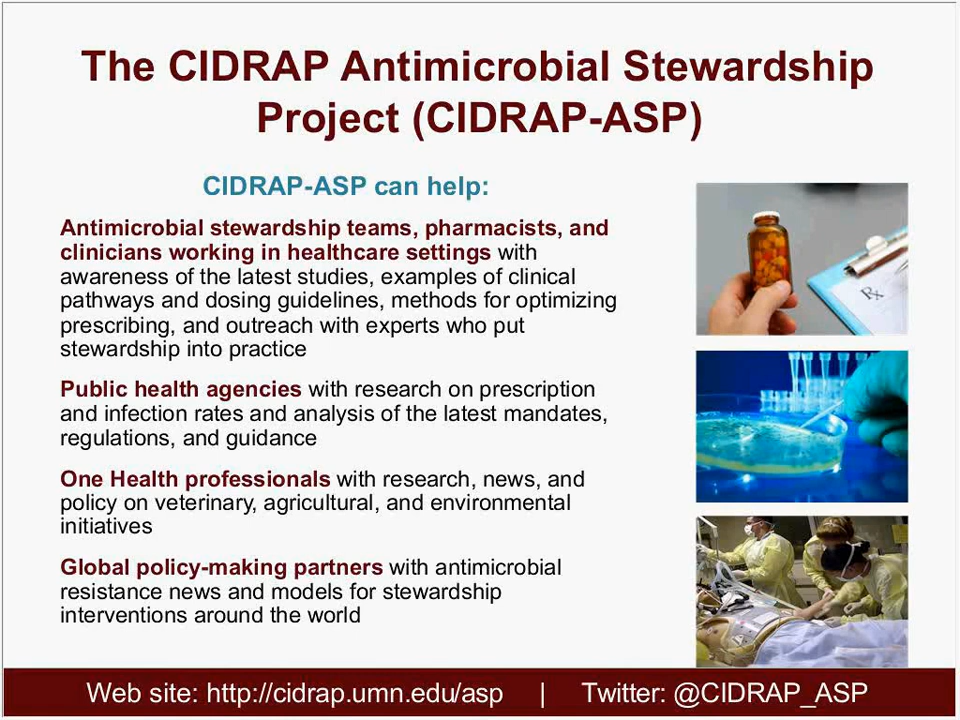 The CIDRAP Antimicrobial Stewardship
Project (CIDRAP-ASP)
CIDRAP-ASP can help:
Antimicrobial stewardship teams, pharmacists, and
clinicians working in healthcare settings with
awareness of the latest studies, examples of clinical
pathways and dosing guidelines, methods for optimizing
prescribing, and outreach with experts who put
stewardship into practice
Public health agencies with research on prescription
and infection rates and analysis of the latest mandates,
regulations, and guidance
One Health professionals with research, news, and
policy on veterinary, agricultural, and environmental
initiatives
Global policy-making partners with antimicrobial
resistance news and models for stewardship
interventions around the world
Rx
Web site: http://cidrap.umn.edu/asp | Twitter: @CIDRAP_ASP